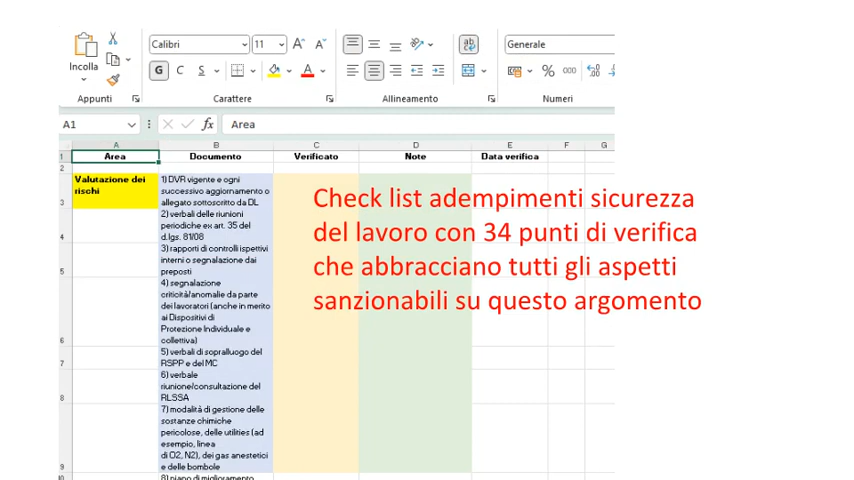 Calibri 11
Generale
Incolla
G C S
% 000
Appunti Carattere Allineamento Numeri
A1 fx Area
A B C D E F G
1 Area Documento Verificato Note Data verifica
2
Valutazione dei
rischi
3
1) DVR vigente e ogni
successivo aggiornamento o
allegato sottoscritto da DL
4
2) verbali delle riunioni
periodiche ex art. 35 del
d.lgs. 81/08
5
3) rapporti di controlli ispettivi
interni o segnalazione dai
preposti
6
4) segnalazione
criticità/anomalie da parte
dei lavoratori (anche in merito
ai Dispositivi di
Protezione Individuale e
collettiva)
7
5) verbali di sopralluogo del
RSPP e del MC
8
6) verbale
riunione/consultazione del
RLSSA
9
7) modalità di gestione delle
sostanze chimiche
pericolose, delle utilities (ad
esempio, linea
di O2, N2), dei gas anestetici
e delle bombole
10
8) piano di miglioramento
Check list adempimenti sicurezza
del lavoro con 34 punti di verifica
che abbracciano tutti gli aspetti
sanzionabili su questo argomento